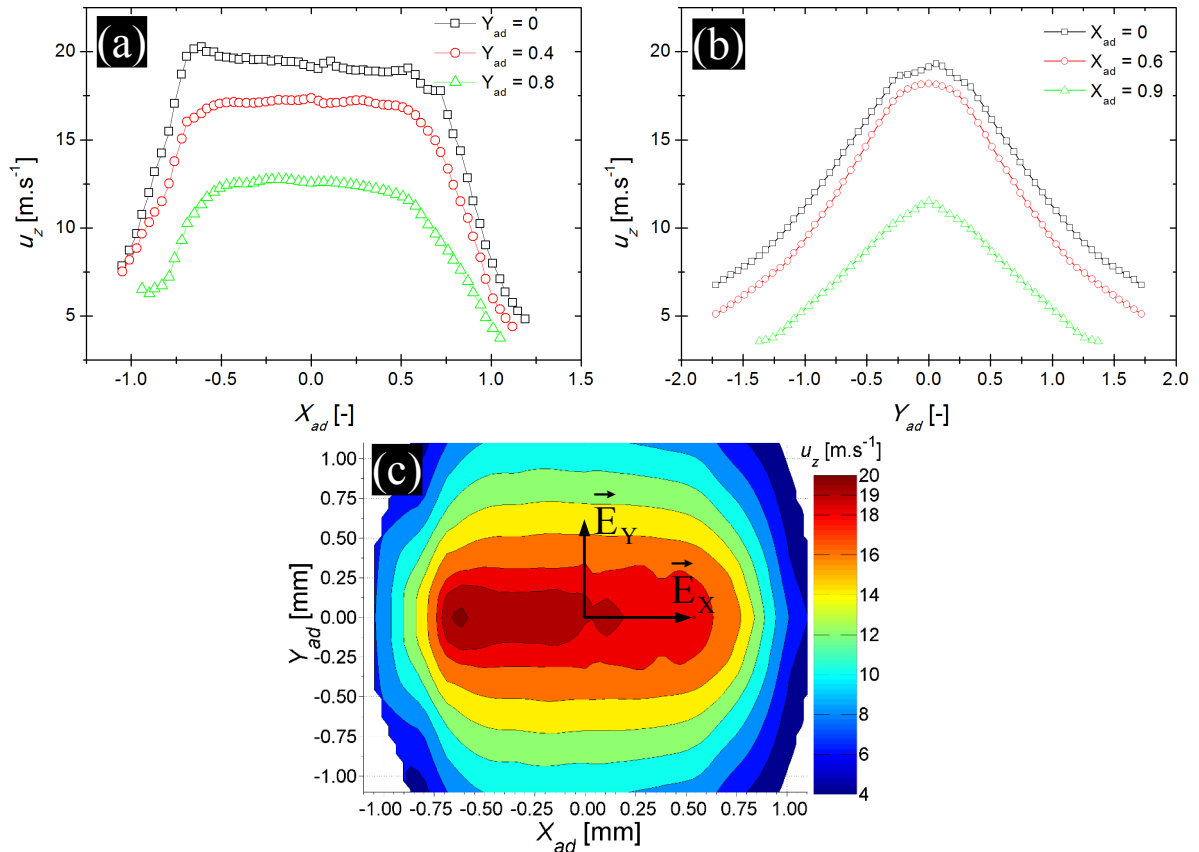 (a)
Y_ad = 0
Y_ad = 0.4
Y_ad = 0.8
20
15
10
5
u_z [m.s⁻¹]
-1.0 -0.5 0.0 0.5 1.0 1.5
X_ad [-]
(b)
X_ad = 0
X_ad = 0.6
X_ad = 0.9
20
15
10
5
u_z [m.s⁻¹]
-2.0 -1.5 -1.0 -0.5 0.0 0.5 1.0 1.5 2.0
Y_ad [-]
(c)
1.00
0.75
0.50
0.25
0.00
-0.25
-0.50
-0.75
-1.00
Y_ad [mm]
E_Y
E_X
-1.00 -0.75 -0.50 -0.25 0.00 0.25 0.50 0.75 1.00
X_ad [mm]
u_z [m.s⁻¹]
20
19
18
16
14
12
10
8
6
4